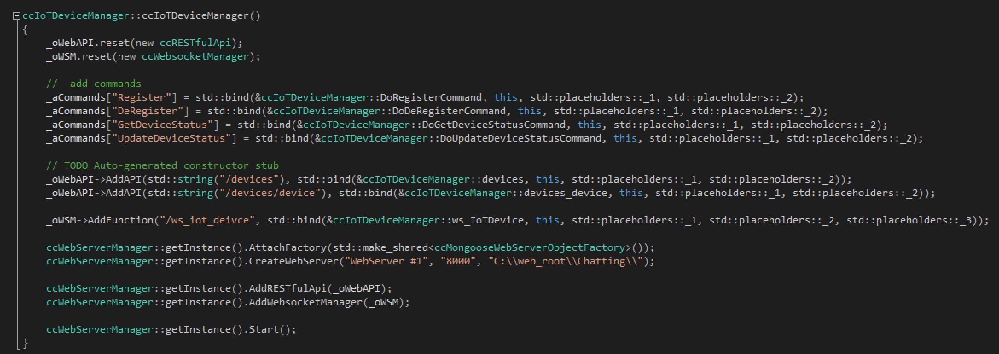 ccIoTDeviceManager::ccIoTDeviceManager()
{
    _oWebAPI.reset(new ccRESTfulApi);
    _oWSM.reset(new ccWebsocketManager);

    //  add commands
    _aCommands["Register"] = std::bind(&ccIoTDeviceManager::DoRegisterCommand, this, std::placeholders::_1, std::placeholders::_2);
    _aCommands["DeRegister"] = std::bind(&ccIoTDeviceManager::DoDeRegisterCommand, this, std::placeholders::_1, std::placeholders::_2);
    _aCommands["GetDeviceStatus"] = std::bind(&ccIoTDeviceManager::DoGetDeviceStatusCommand, this, std::placeholders::_1, std::placeholders::_2);
    _aCommands["UpdateDeviceStatus"] = std::bind(&ccIoTDeviceManager::DoUpdateDeviceStatusCommand, this, std::placeholders::_1, std::placeholders::_2);

    // TODO Auto-generated constructor stub
    _oWebAPI->AddAPI(std::string("/devices"), std::bind(&ccIoTDeviceManager::devices, this, std::placeholders::_1, std::placeholders::_2));
    _oWebAPI->AddAPI(std::string("/devices/device"), std::bind(&ccIoTDeviceManager::devices_device, this, std::placeholders::_1, std::placeholders::_2));

    _oWSM->AddFunction("/ws_iot_deivce", std::bind(&ccIoTDeviceManager::ws_IoTDevice, this, std::placeholders::_1, std::placeholders::_2, std::placeholders::_3));

    ccWebServerManager::getInstance().AttachFactory(std::make_shared<ccMongooseWebServerObjectFactory>());
    ccWebServerManager::getInstance().CreateWebServer("WebServer #1", "8000", "C:\\web_root\\Chatting\\");

    ccWebServerManager::getInstance().AddRESTfulApi(_oWebAPI);
    ccWebServerManager::getInstance().AddWebsocketManager(_oWSM);

    ccWebServerManager::getInstance().Start();
}